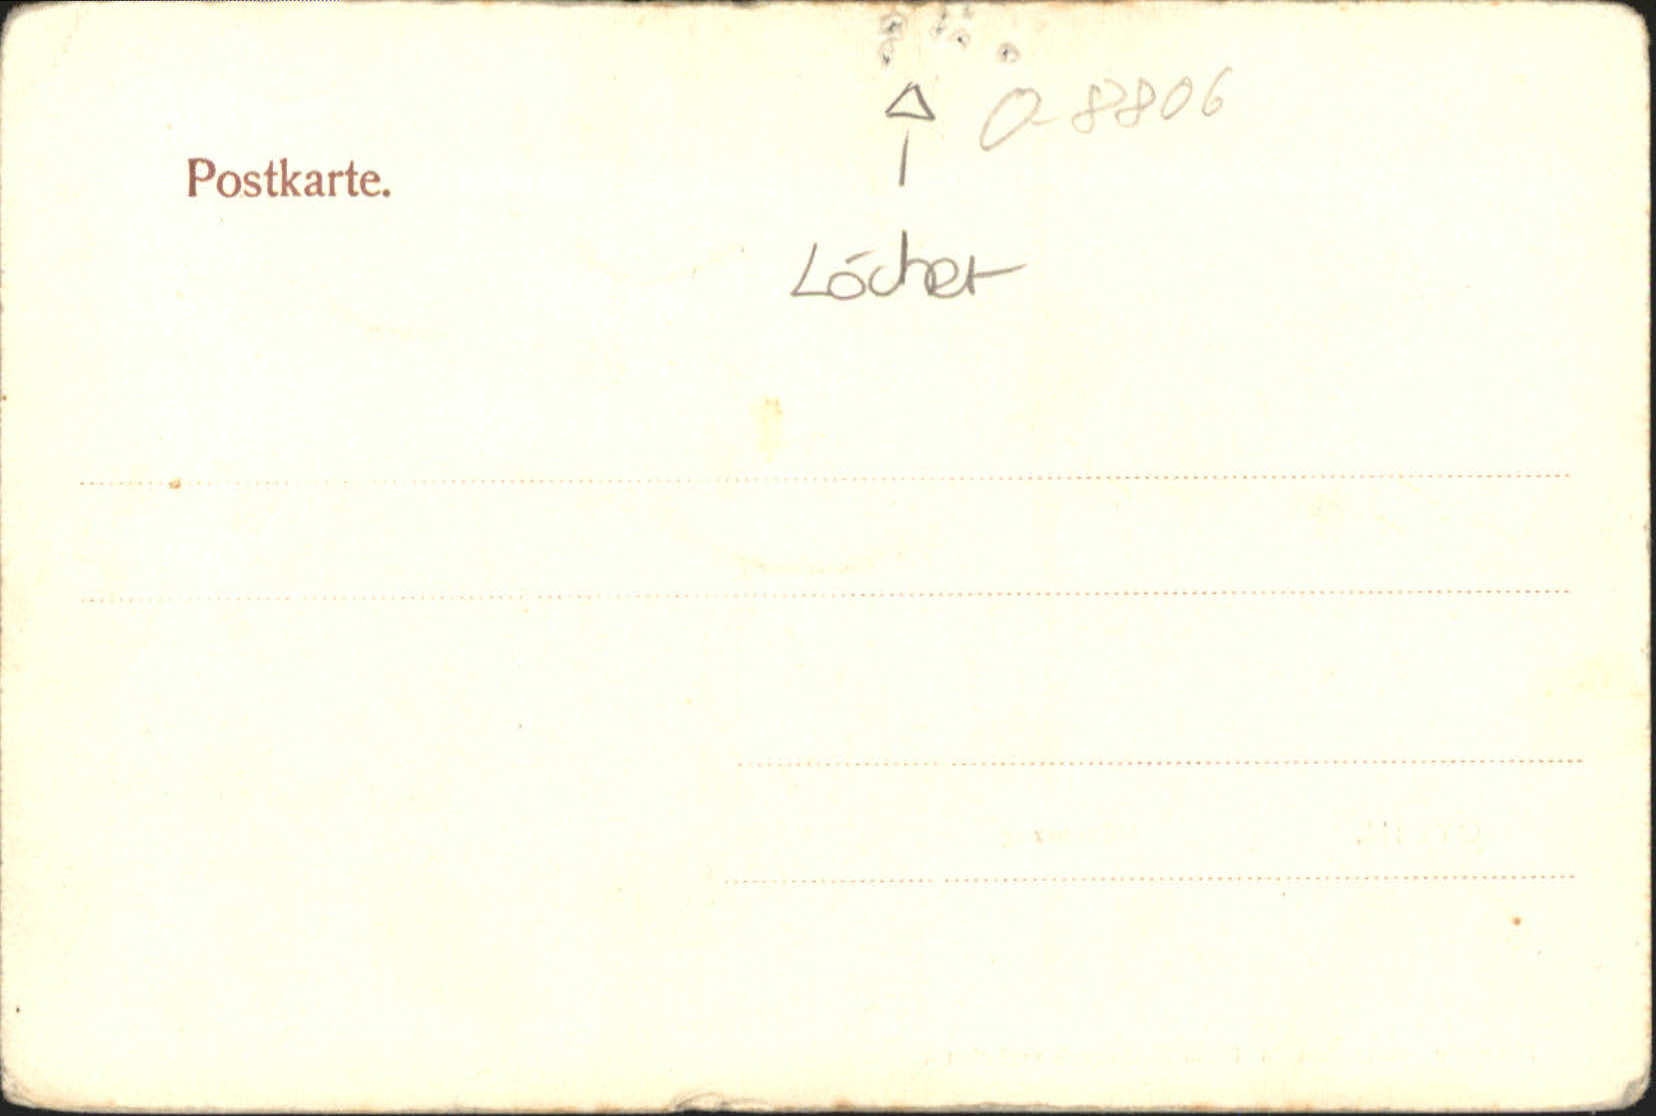 O-8806
Postkarte.
Löcher